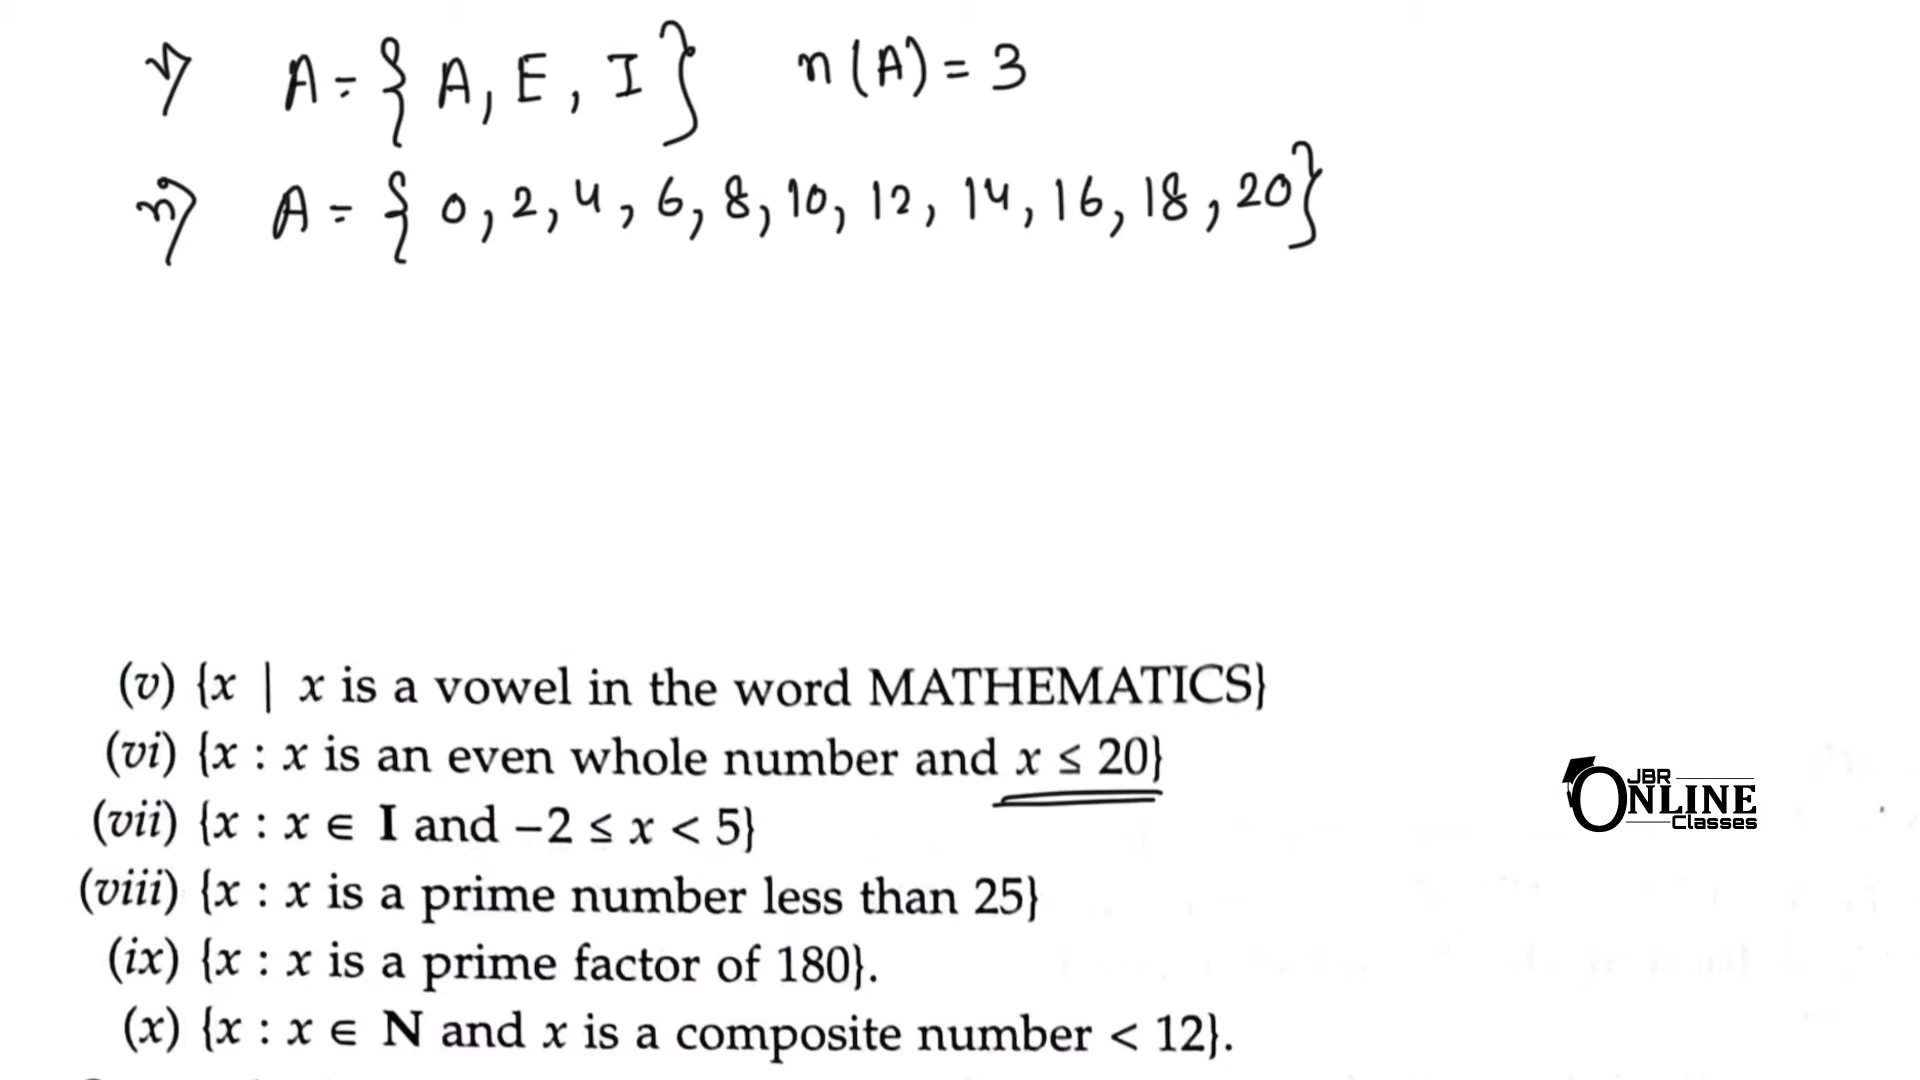 v) A = { A, E, I } n(A) = 3
vi) A = { 0, 2, 4, 6, 8, 10, 12, 14, 16, 18, 20}
(v) {x | x is a vowel in the word MATHEMATICS}
(vi) {x : x is an even whole number and x ≤ 20}
(vii) {x : x ∈ I and −2 ≤ x < 5}
(viii) {x : x is a prime number less than 25}
(ix) {x : x is a prime factor of 180}.
(x) {x : x ∈ N and x is a composite number < 12}.
JBR
ONLINE
Classes